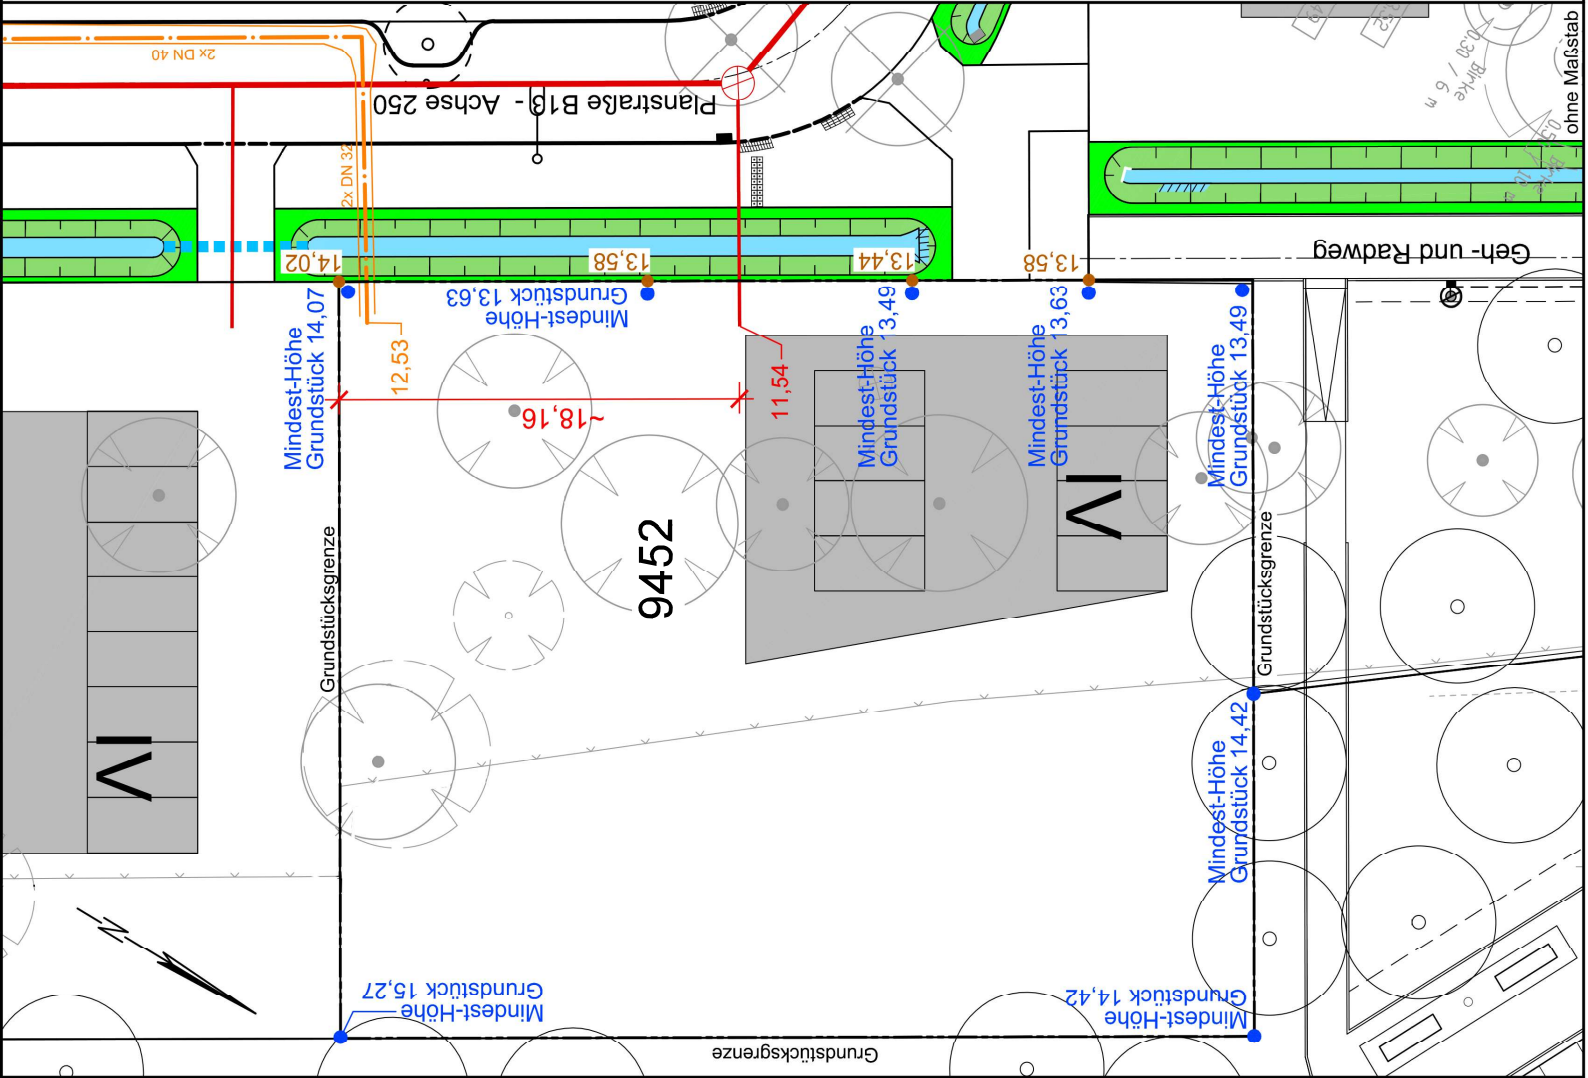 2x DN 40
Planstraße B13 - Achse 250
2x DN 32
ohne Maßstab
0.30 / 6 m
Birke
Birke
Geh- und Radweg
14,02
13,58
13,44
13,58
Mindest-Höhe
Grundstück 14,07
Mindest-Höhe
Grundstück 13,63
12,53
~18,16
11,54
Mindest-Höhe
Grundstück 13,49
Mindest-Höhe
Grundstück 13,63
Mindest-Höhe
Grundstück 13,49
Grundstücksgrenze
9452
IV
Grundstücksgrenze
IV
Mindest-Höhe
Grundstück 14,42
Mindest-Höhe
Grundstück 15,27
Mindest-Höhe
Grundstück 14,42
Grundstücksgrenze